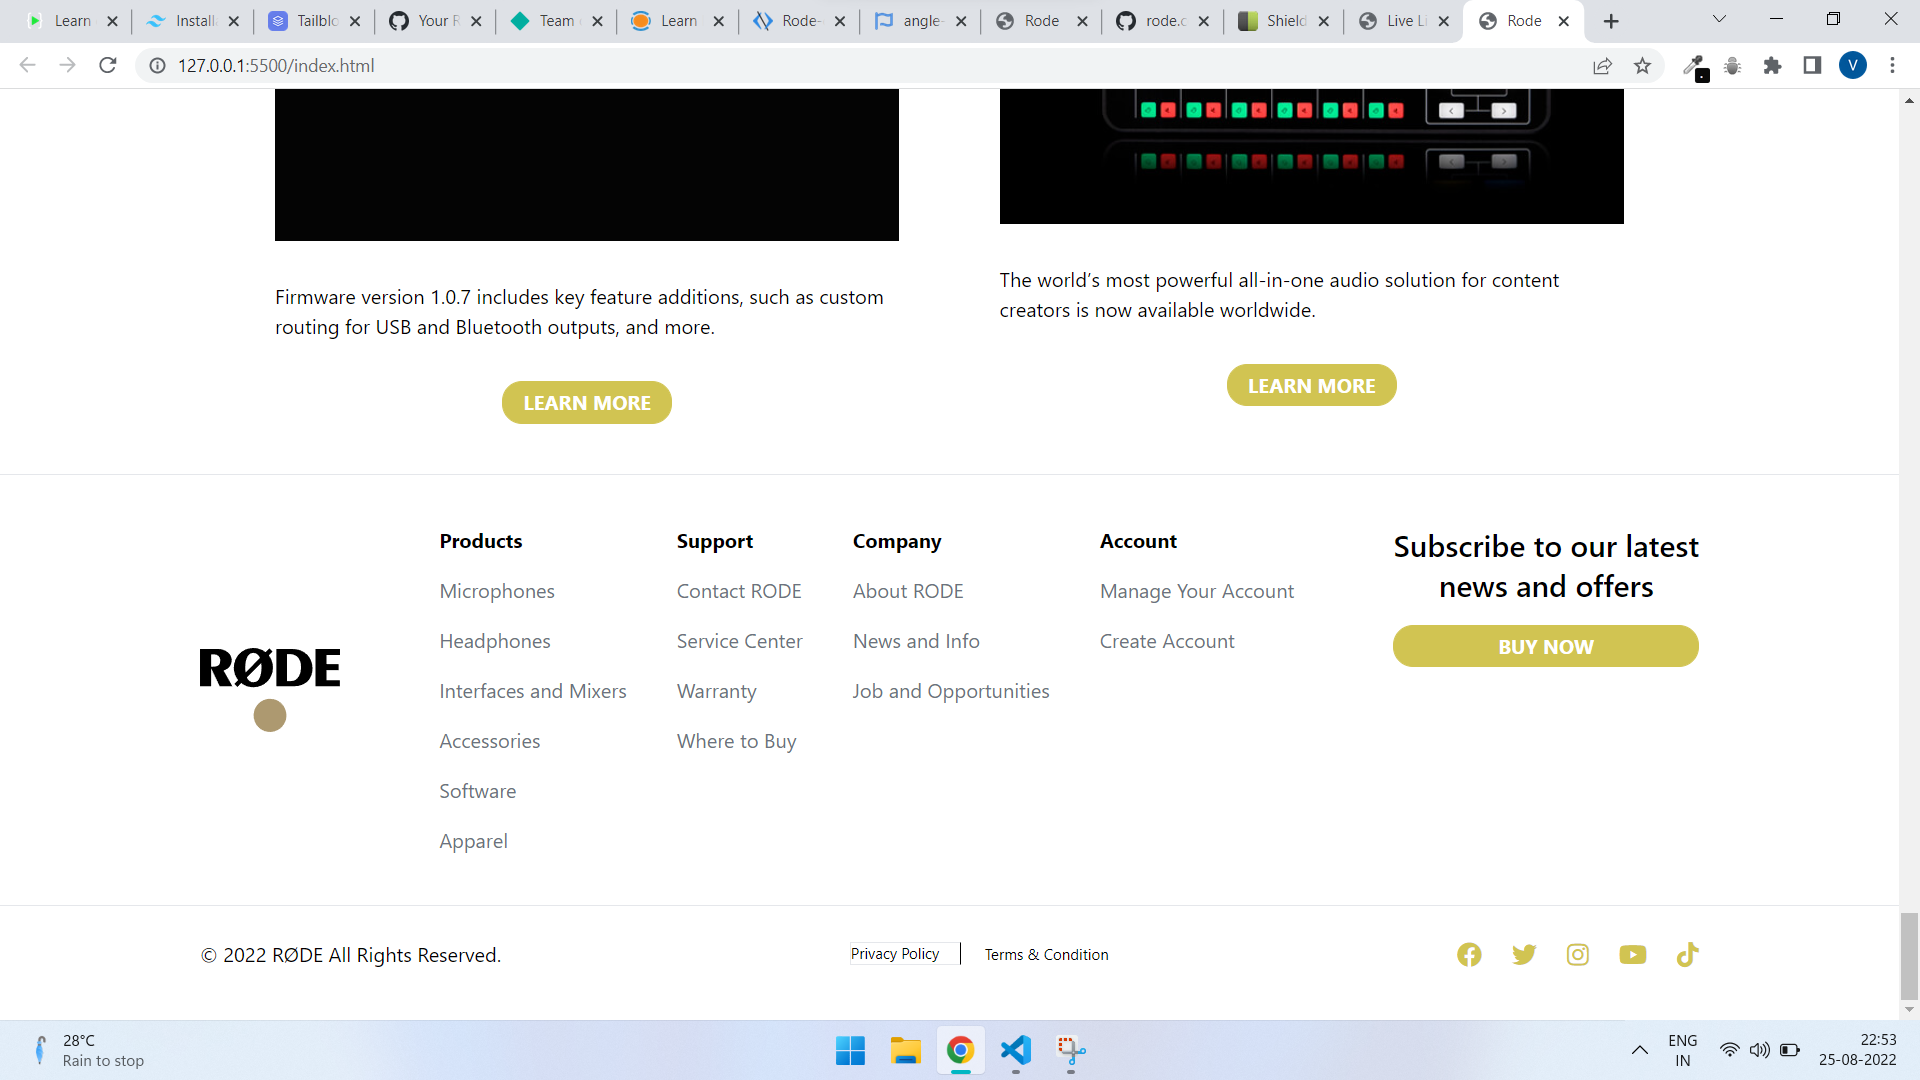 Learn
Install
Tailblo
Your R
Team
Learn
Rode-
angle-
Rode
rode.c
Shield
Live Li
Rode
127.0.0.1:5500/index.html
V
Firmware version 1.0.7 includes key feature additions, such as custom
routing for USB and Bluetooth outputs, and more.
LEARN MORE
The world’s most powerful all-in-one audio solution for content
creators is now available worldwide.
LEARN MORE
RØDE
Products
Microphones
Headphones
Interfaces and Mixers
Accessories
Software
Apparel
Support
Contact RODE
Service Center
Warranty
Where to Buy
Company
About RODE
News and Info
Job and Opportunities
Account
Manage Your Account
Create Account
Subscribe to our latest
news and offers
BUY NOW
© 2022 RØDE All Rights Reserved.
Privacy Policy
Terms & Condition
28°C
Rain to stop
ENG
IN
22:53
25-08-2022